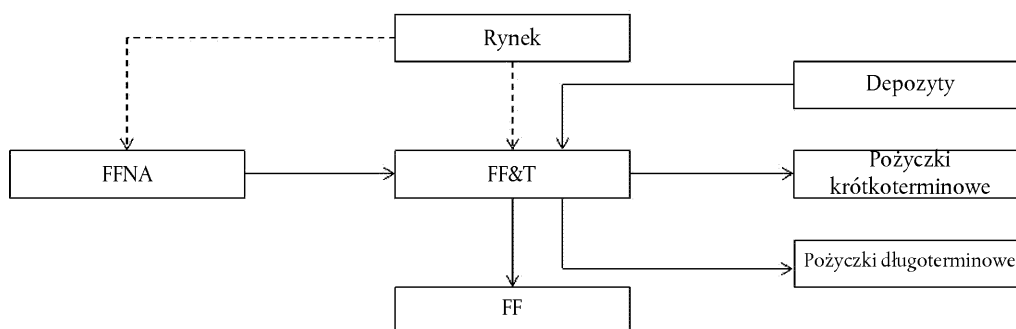 Rynek
Depozyty
FFNA
FF&T
Pożyczki
krótkoterminowe
Pożyczki długoterminowe
FF